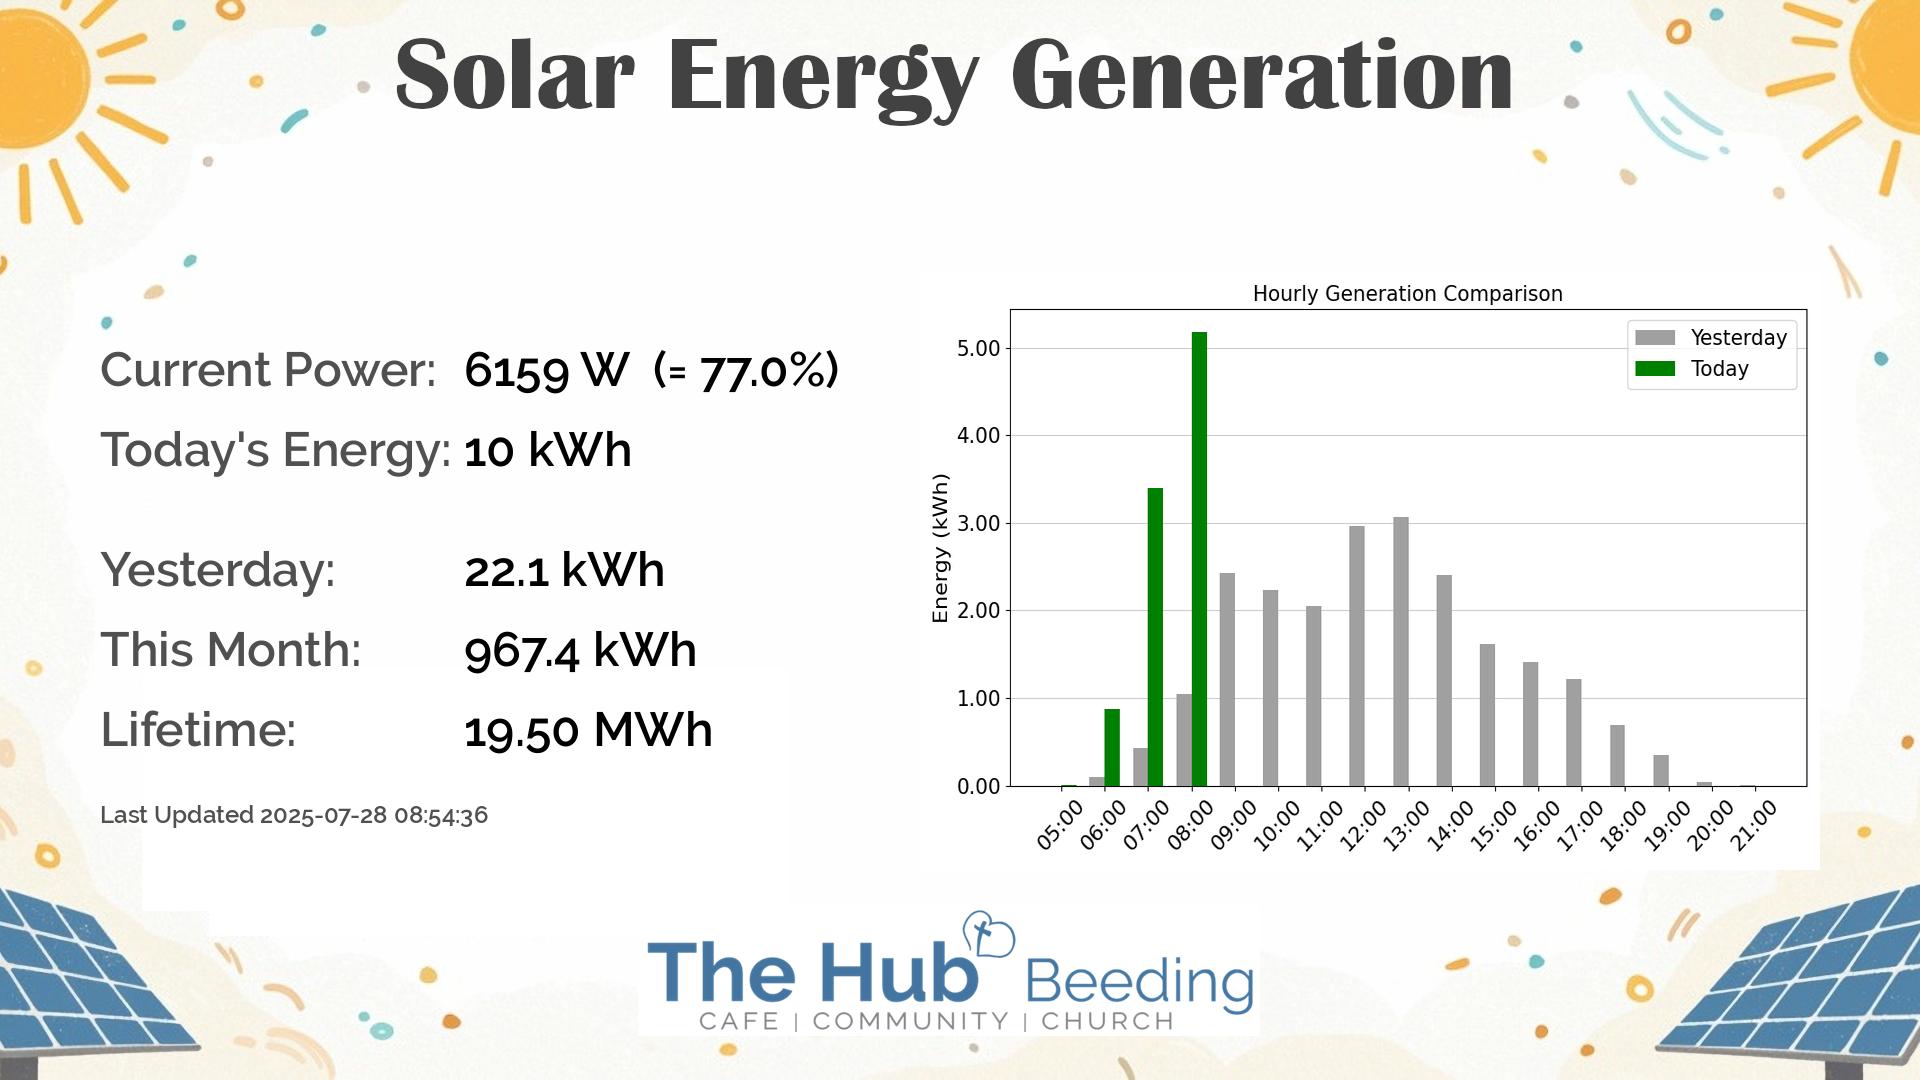 Solar Energy Generation
Current Power: 6159 W (= 77.0%)
Today's Energy: 10 kWh
Yesterday: 22.1 kWh
This Month: 967.4 kWh
Lifetime: 19.50 MWh
Last Updated 2025-07-28 08:54:36
Hourly Generation Comparison
Yesterday
Today
Energy (kWh)
5.00
4.00
3.00
2.00
1.00
0.00
05:00 06:00 07:00 08:00 09:00 10:00 11:00 12:00 13:00 14:00 15:00 16:00 17:00 18:00 19:00 20:00 21:00
The Hub Beeding
CAFE | COMMUNITY | CHURCH